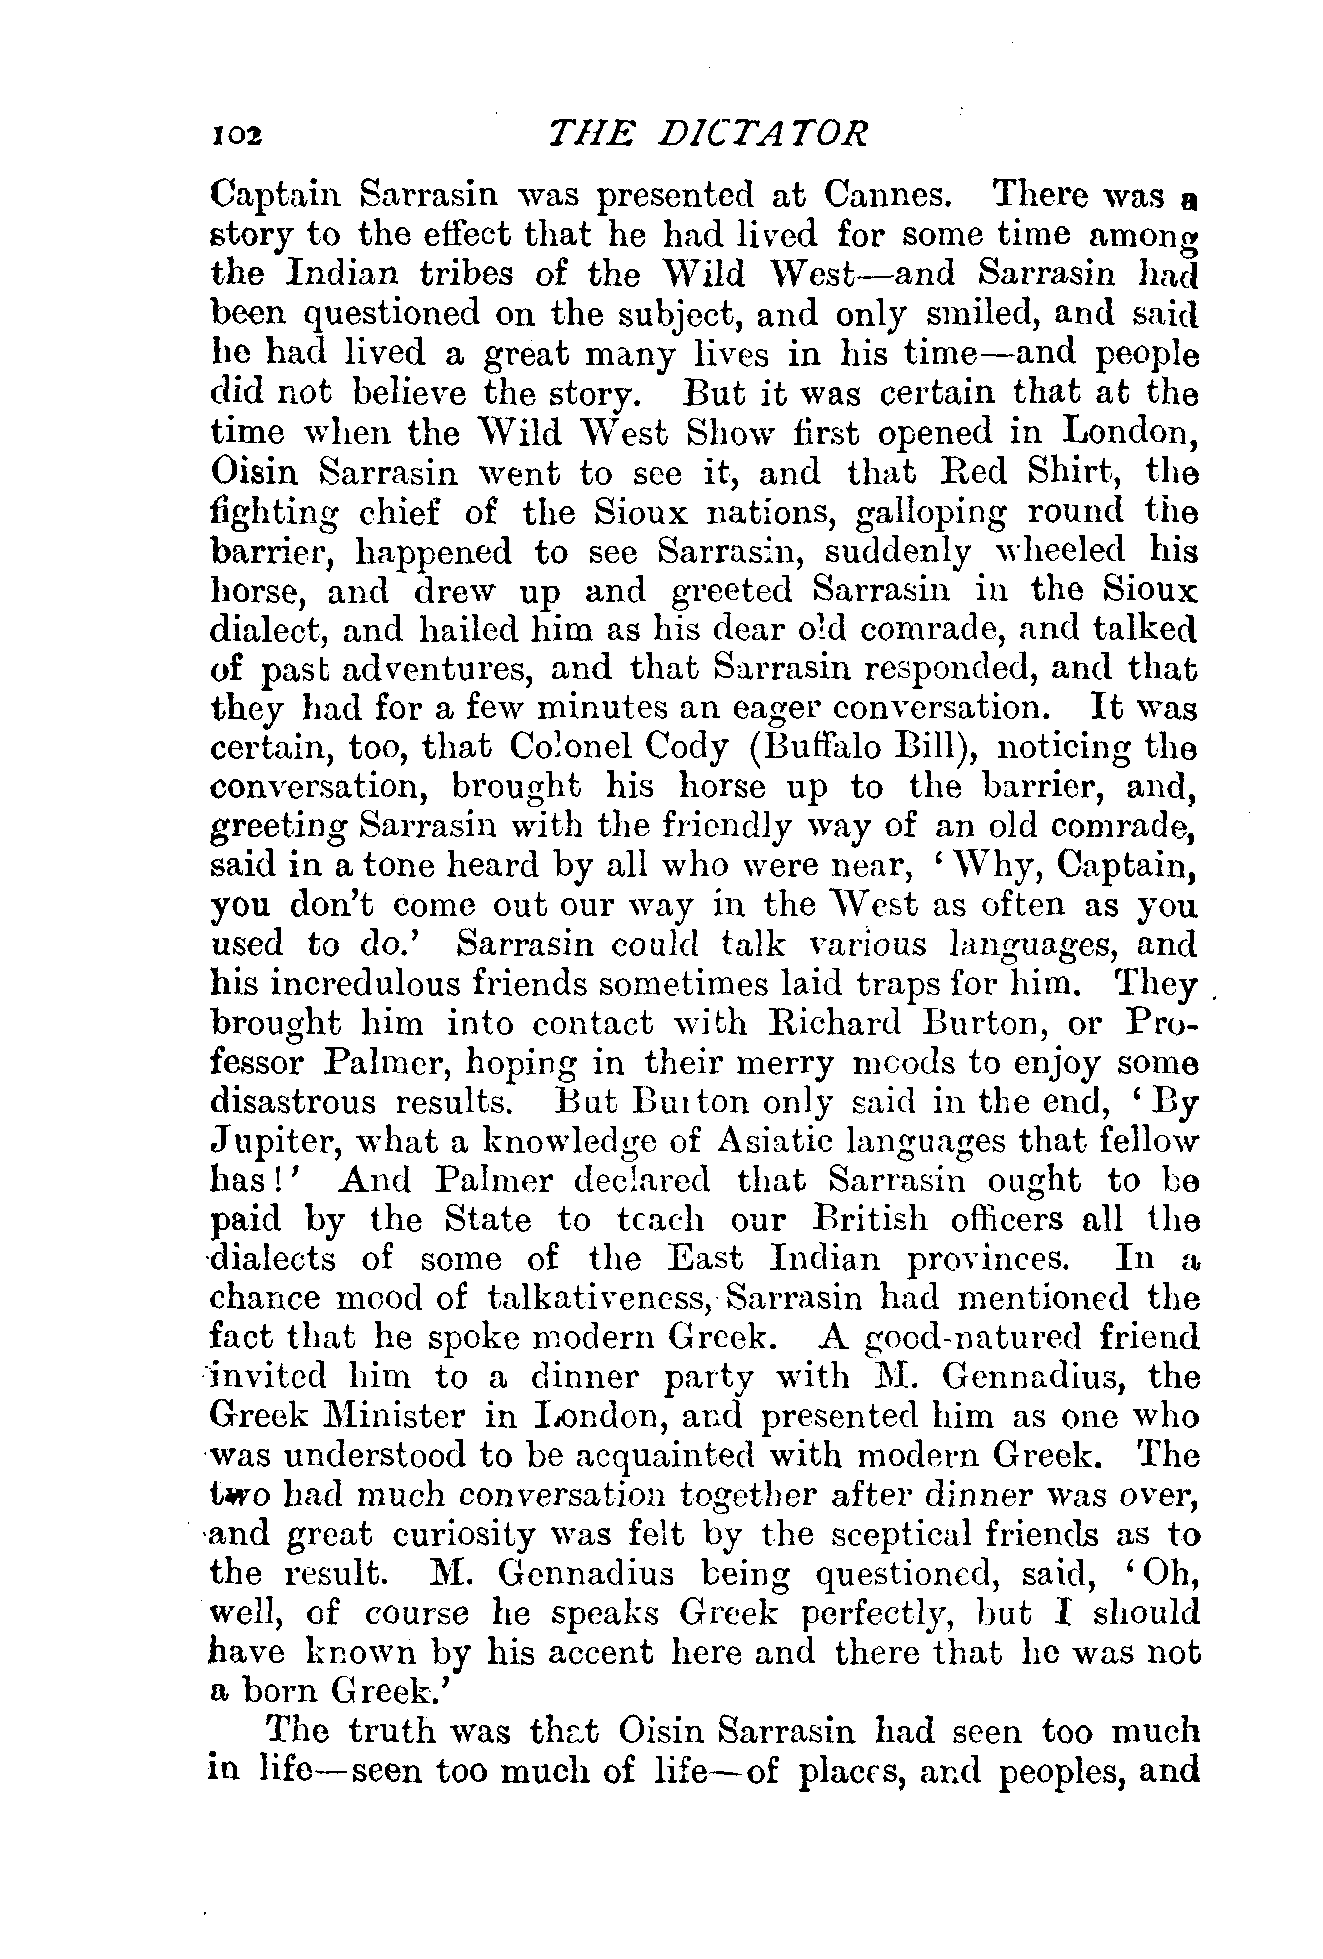 102 THE DICTATOR
Captain Sarrasin was presented at Cannes. There was a
story to the effect that he had lived for some time among
the Indian tribes of the Wild West—and Sarrasin had
been questioned on the subject, and only smiled, and said
he had lived a great many lives in his time—and people
did not believe the story. But it was certain that at the
time when the Wild West Show first opened in London,
Oisin Sarrasin went to see it, and that Red Shirt, the
fighting chief of the Sioux nations, galloping round the
barrier, happened to see Sarrasin, suddenly wheeled his
horse, and drew up and greeted Sarrasin in the Sioux
dialect, and hailed him as his dear old comrade, and talked
of past adventures, and that Sarrasin responded, and that
they had for a few minutes an eager conversation. It was
certain, too, that Colonel Cody (Buffalo Bill), noticing the
conversation, brought his horse up to the barrier, and,
greeting Sarrasin with the friendly way of an old comrade,
said in a tone heard by all who were near, ‘Why, Captain,
you don’t come out our way in the West as often as you
used to do.’ Sarrasin could talk various languages, and
his incredulous friends sometimes laid traps for him. They
brought him into contact with Richard Burton, or Pro-
fessor Palmer, hoping in their merry moods to enjoy some
disastrous results. But Burton only said in the end, ‘By
Jupiter, what a knowledge of Asiatic languages that fellow
has!’ And Palmer declared that Sarrasin ought to be
paid by the State to teach our British officers all the
dialects of some of the East Indian provinces. In a
chance mood of talkativeness, Sarrasin had mentioned the
fact that he spoke modern Greek. A good-natured friend
invited him to a dinner party with M. Gennadius, the
Greek Minister in London, and presented him as one who
was understood to be acquainted with modern Greek. The
two had much conversation together after dinner was over,
and great curiosity was felt by the sceptical friends as to
the result. M. Gennadius being questioned, said, ‘Oh,
well, of course he speaks Greek perfectly, but I should
have known by his accent here and there that he was not
a born Greek.’
The truth was that Oisin Sarrasin had seen too much
in life—seen too much of life—of places, and peoples, and